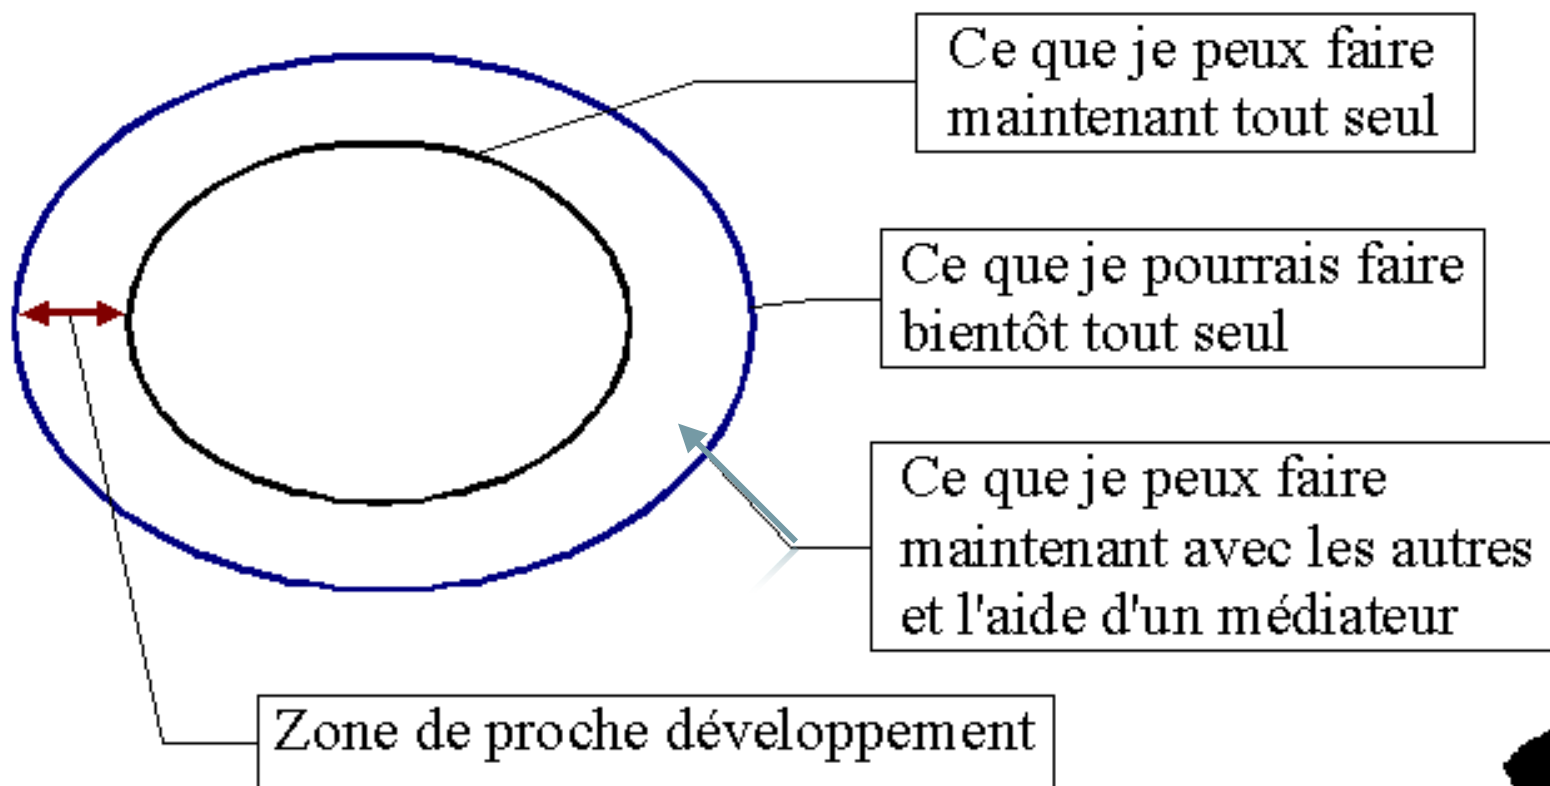 Ce que je peux faire
maintenant tout seul
Ce que je pourrais faire
bientôt tout seul
Ce que je peux faire
maintenant avec les autres
et l'aide d'un médiateur
Zone de proche développement